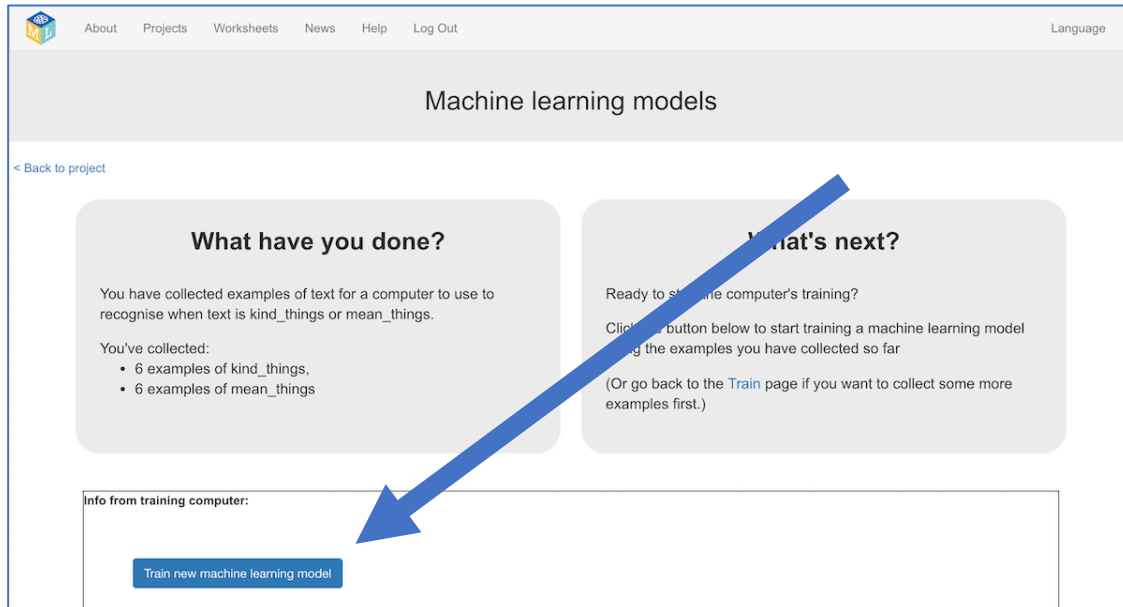 About Projects Worksheets News Help Log Out Language
Machine learning models
< Back to project
What have you done?
You have collected examples of text for a computer to use to
recognise when text is kind_things or mean_things.
You've collected:
• 6 examples of kind_things,
• 6 examples of mean_things
What's next?
Ready to the computer's training?
Click button below to start training a machine learning model
the examples you have collected so far
(Or go back to the Train page if you want to collect some more
examples first.)
Info from training computer:
Train new machine learning model